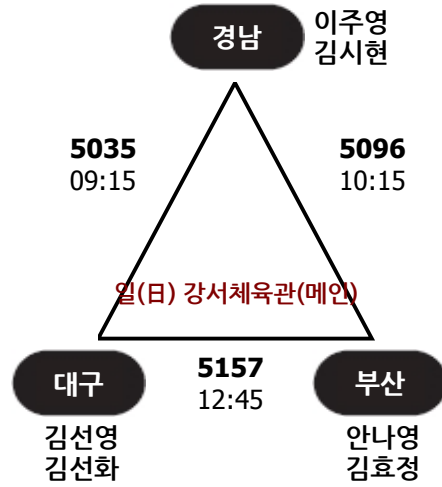 경남
이주영
김시현
5035
09:15
5096
10:15
일(日) 강서체육관(메인)
5157
12:45
대구
김선영
김선화
부산
안나영
김효정